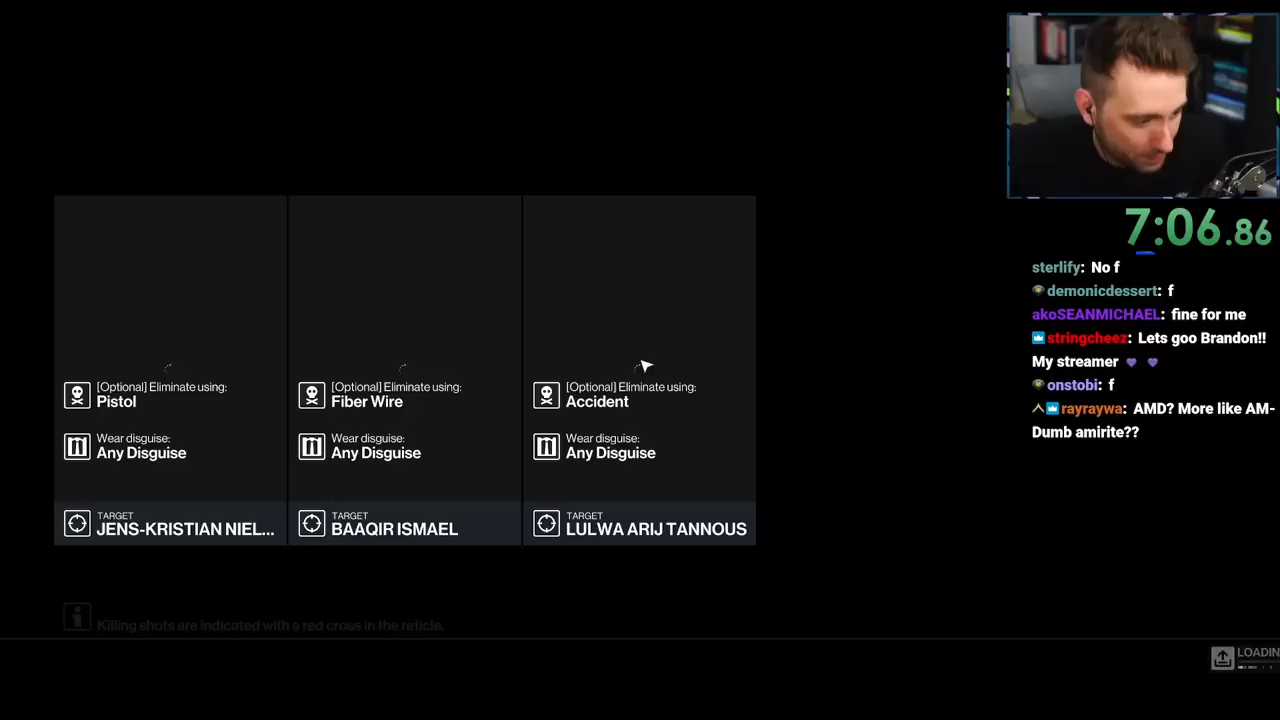 [Optional] Eliminate using:
Pistol
Wear disguise:
Any Disguise
TARGET
JENS-KRISTIAN NIEL...
[Optional] Eliminate using:
Fiber Wire
Wear disguise:
Any Disguise
TARGET
BAAQIR ISMAEL
[Optional] Eliminate using:
Accident
Wear disguise:
Any Disguise
TARGET
LULWA ARIJ TANNOUS
Killing shots are indicated with a red cross in the reticle.
7:06.86
sterlify: No f
demonicdessert: f
akoSEANMICHAEL: fine for me
stringcheez: Lets goo Brandon!!
My streamer 💜 💜
onstobi: f
rayraywa: AMD? More like AM-
Dumb amirite??
LOADIN